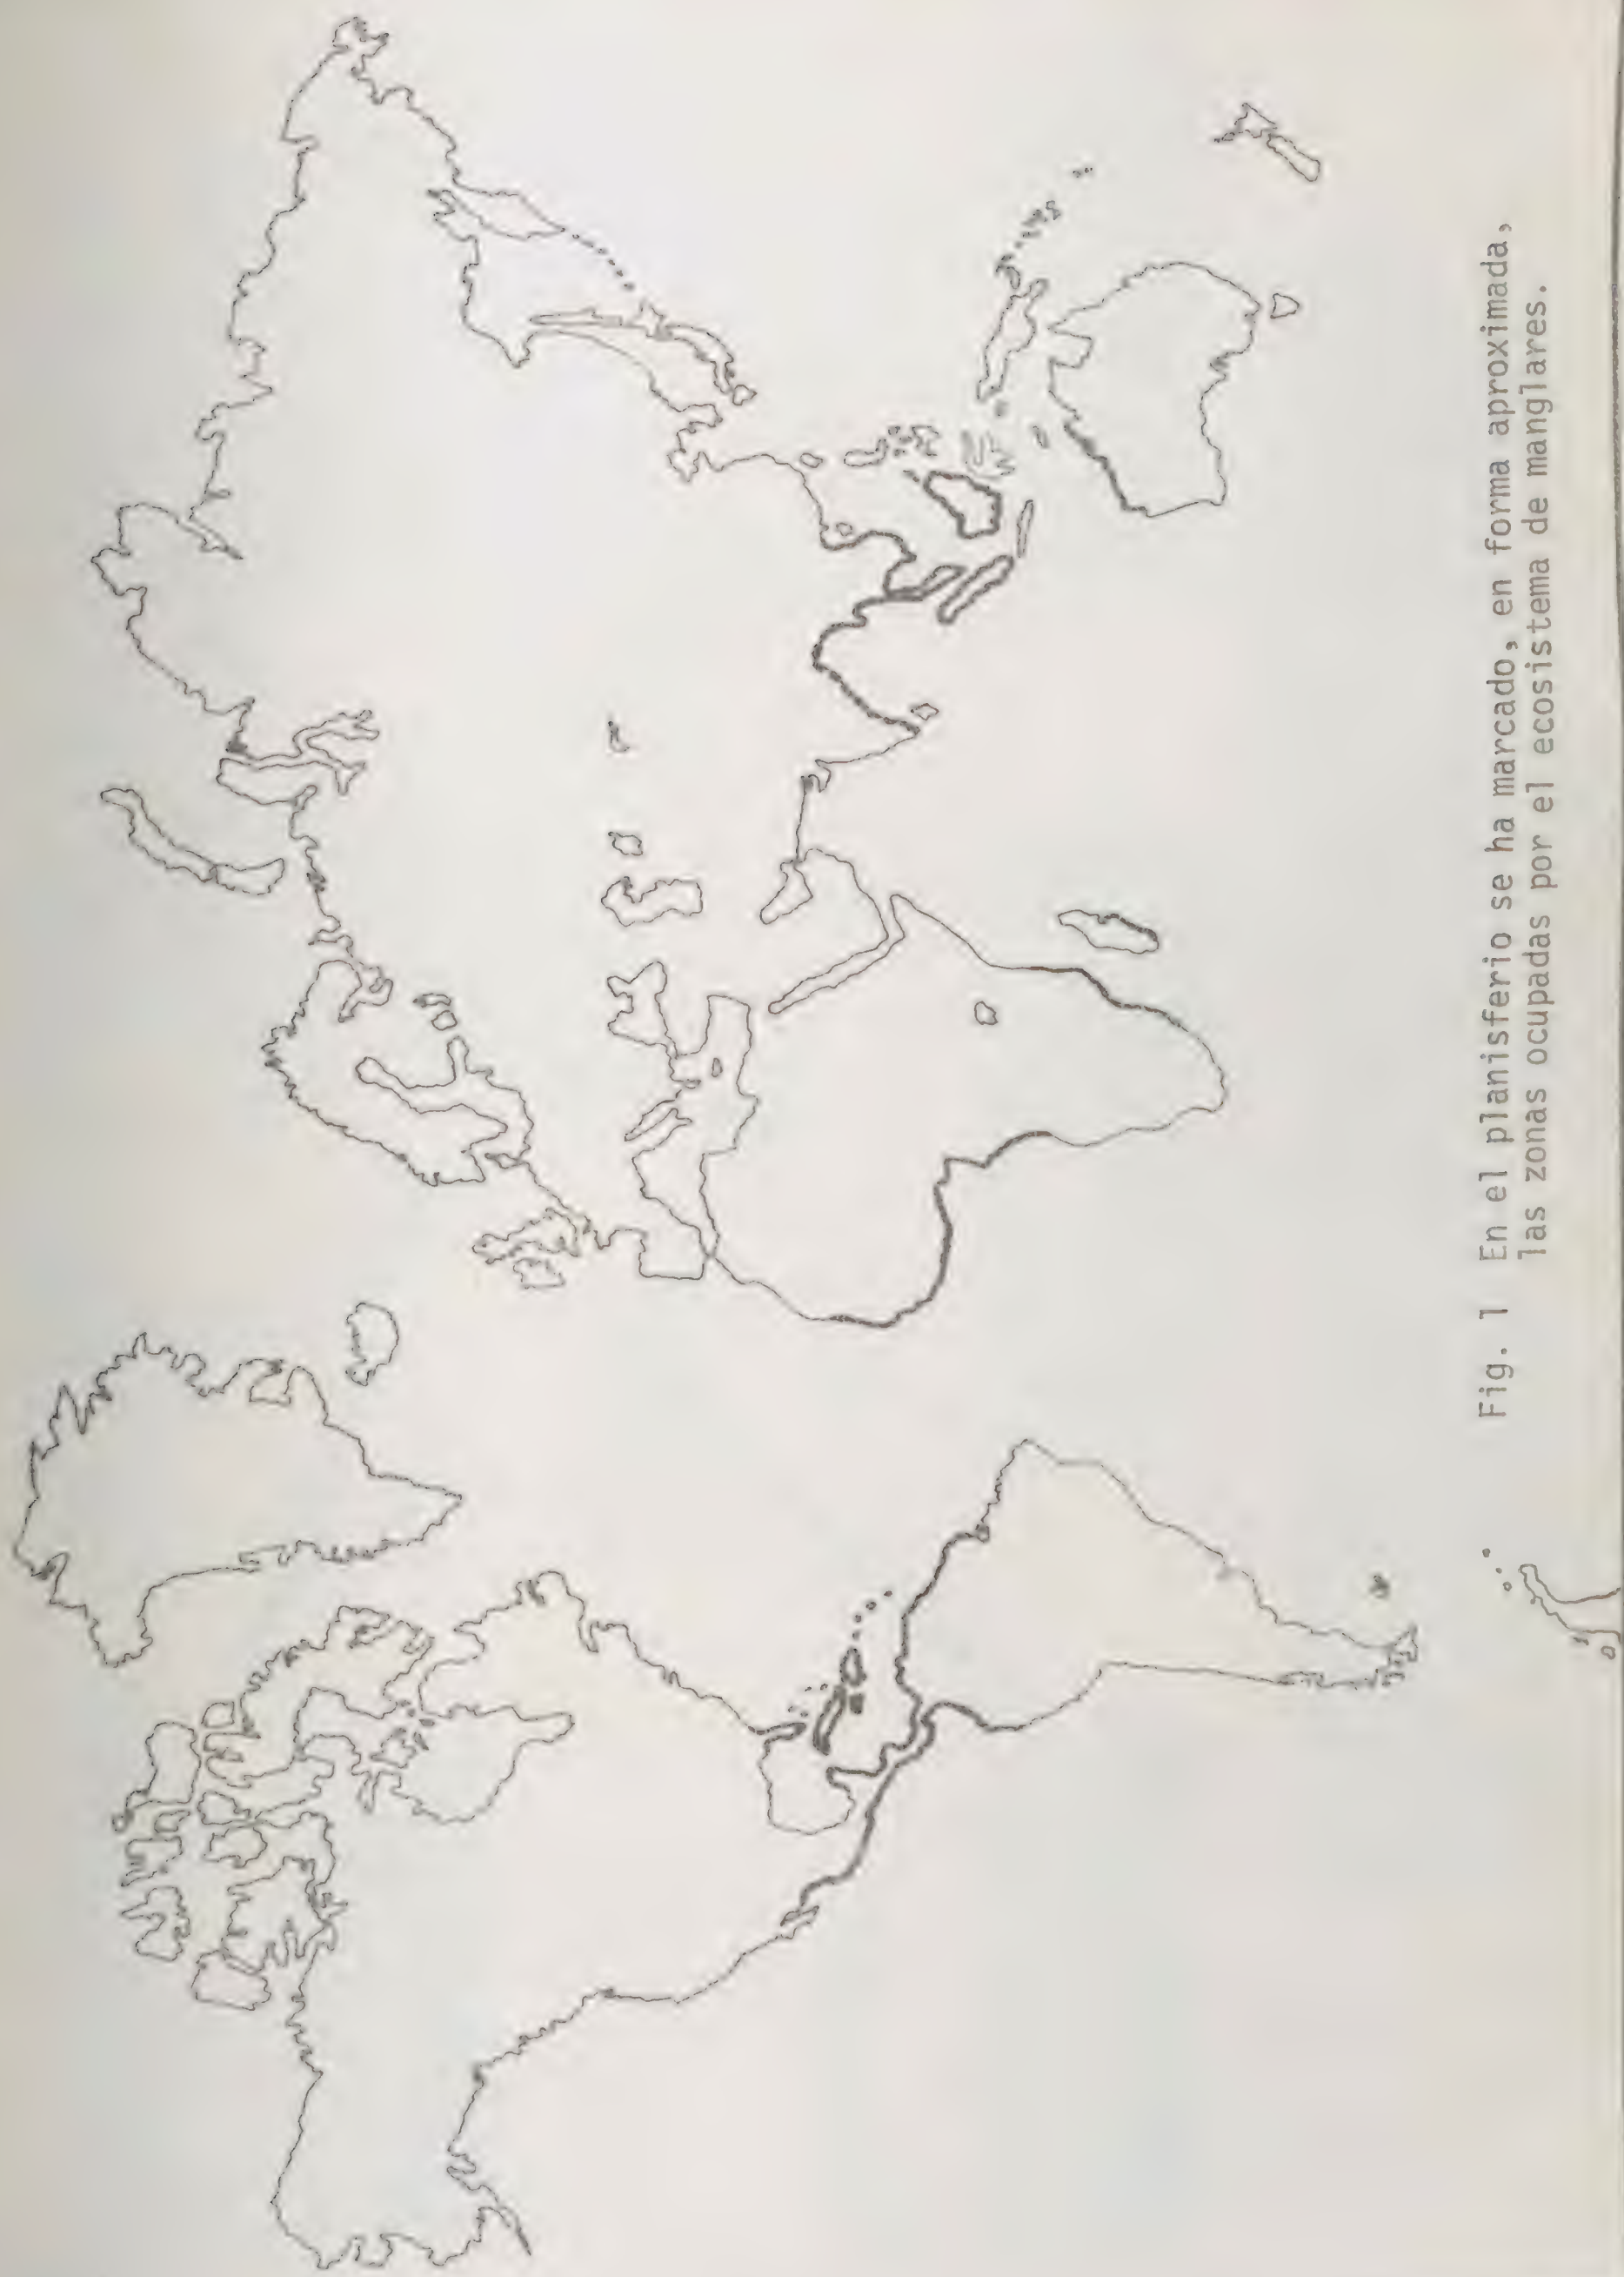 Fig. 1 En el planisferio se ha marcado, en forma aproximada,
las zonas ocupadas por el ecosistema de manglares.